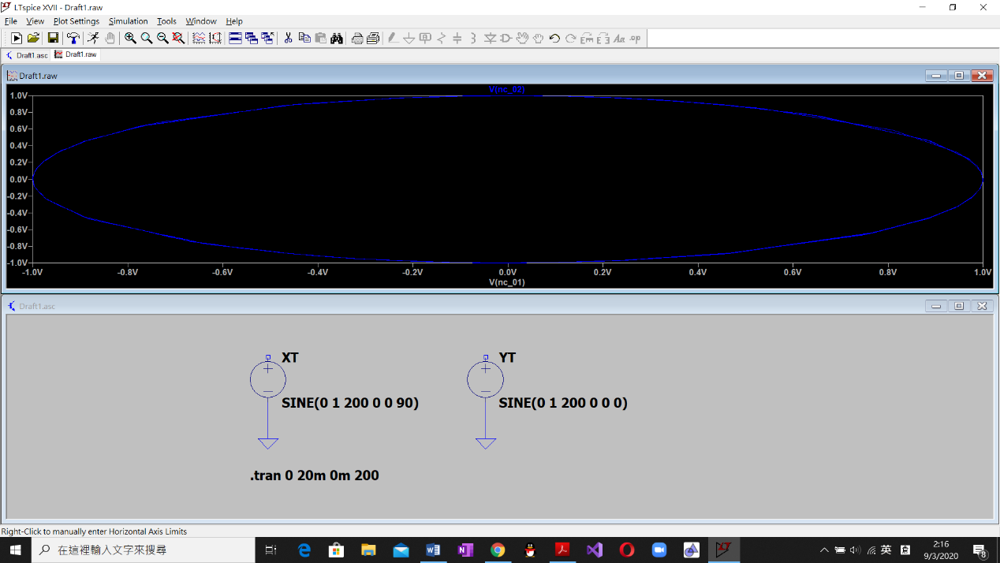 LTspice XVII - Draft1.raw
File View Plot Settings Simulation Tools Window Help
Draft1.asc Draft1.raw
Draft1.raw
V(nc_02)
1.0V
0.8V
0.6V
0.4V
0.2V
0.0V
-0.2V
-0.4V
-0.6V
-0.8V
-1.0V
-1.0V -0.8V -0.6V -0.4V -0.2V 0.0V 0.2V 0.4V 0.6V 0.8V 1.0V
V(nc_01)
Draft1.asc
XT YT
SINE(0 1 200 0 0 90) SINE(0 1 200 0 0 0)
.tran 0 20m 0m 200
Right-Click to manually enter Horizontal Axis Limits
在這裡輸入文字來搜尋
英
2:16
9/3/2020
8